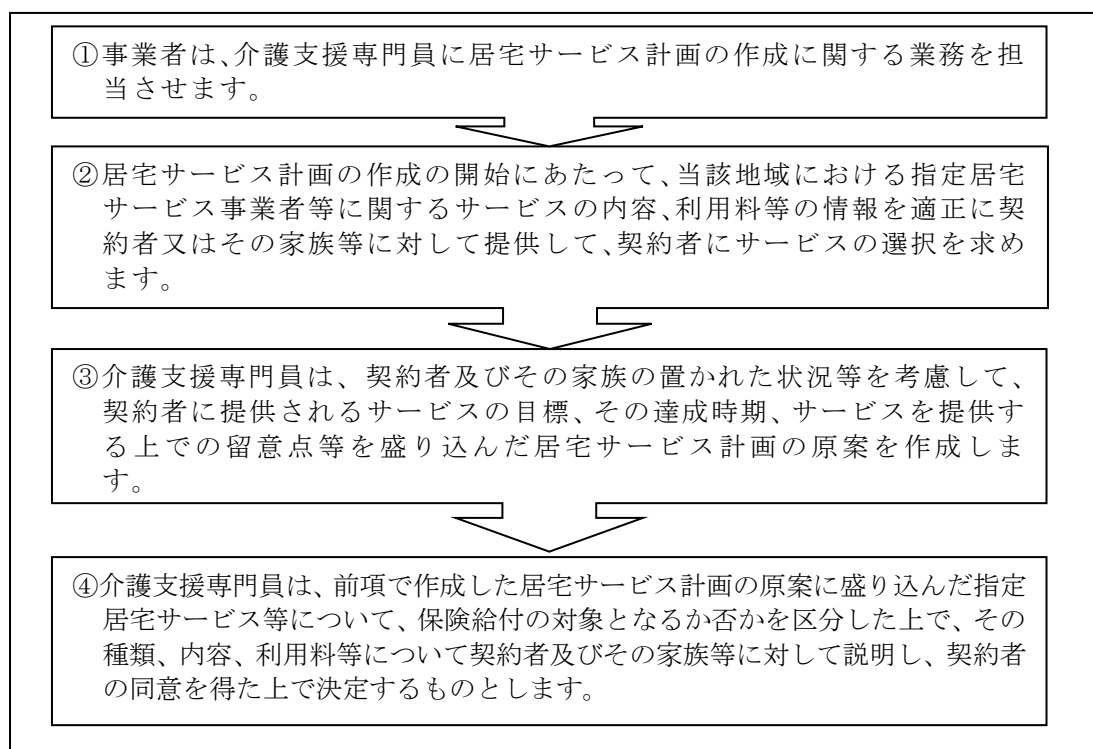 ①事業者は、介護支援専門員に居宅サービス計画の作成に関する業務を担
当させます。
②居宅サービス計画の作成の開始にあたって、当該地域における指定居宅
サービス事業者等に関するサービスの内容、利用料等の情報を適正に契
約者又はその家族等に対して提供して、契約者にサービスの選択を求め
ます。
③介護支援専門員は、契約者及びその家族の置かれた状況等を考慮して、
契約者に提供されるサービスの目標、その達成時期、サービスを提供す
る上での留意点等を盛り込んだ居宅サービス計画の原案を作成しま
す。
④介護支援専門員は、前項で作成した居宅サービス計画の原案に盛り込んだ指定
居宅サービス等について、保険給付の対象となるか否かを区分した上で、その
種類、内容、利用料等について契約者及びその家族等に対して説明し、契約者
の同意を得た上で決定するものとします。